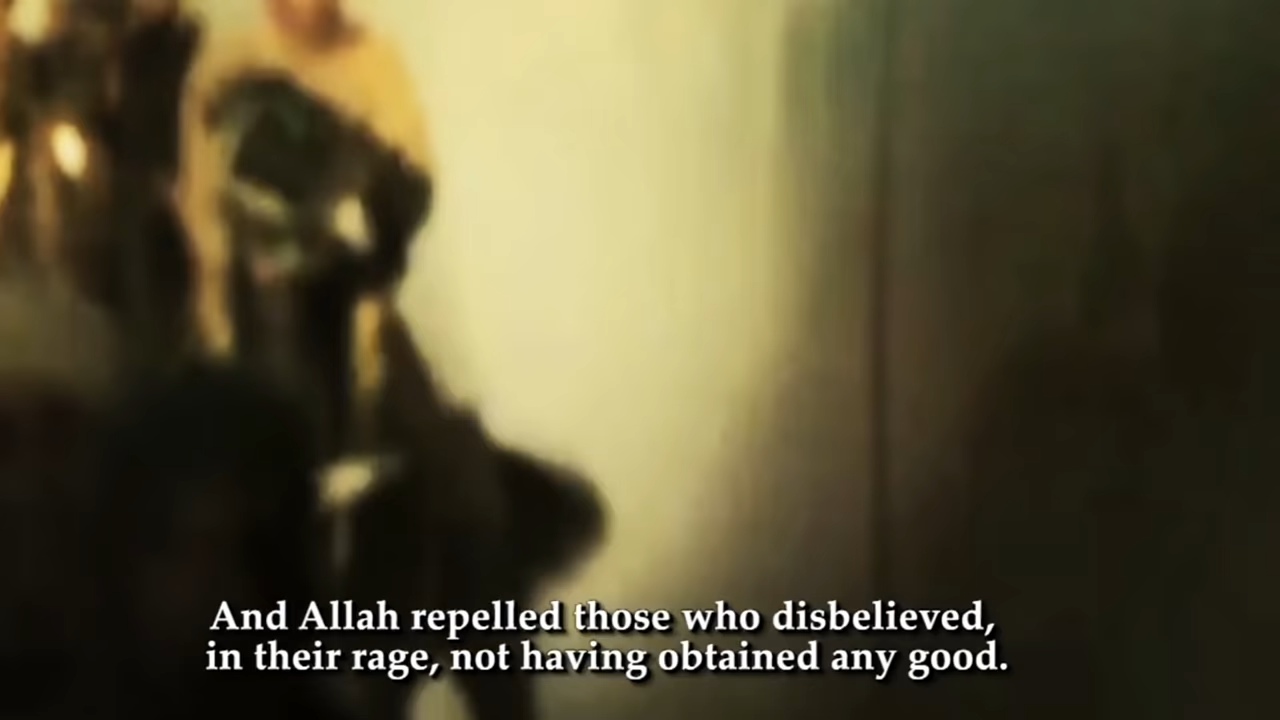 And Allah repelled those who disbelieved,
in their rage, not having obtained any good.